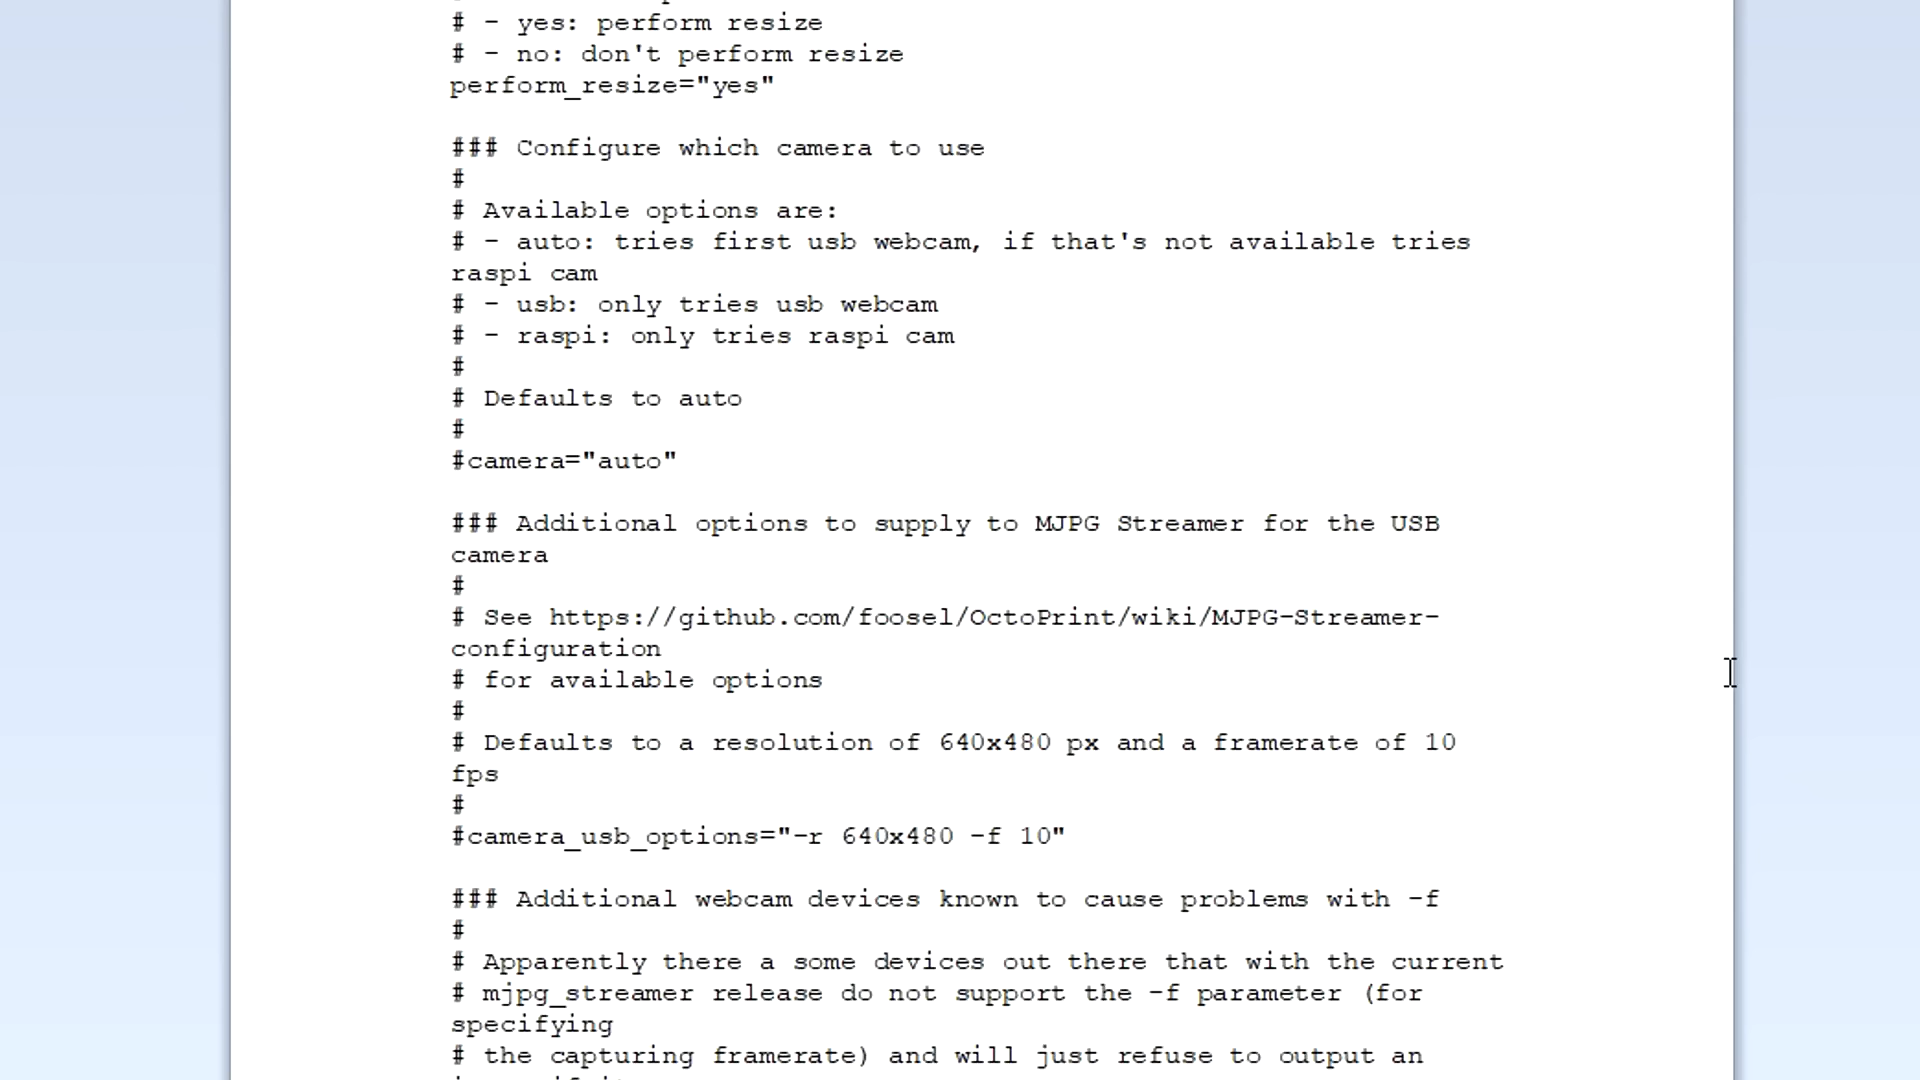 # - yes: perform resize
# - no: don't perform resize
perform_resize="yes"
### Configure which camera to use
#
# Available options are:
# - auto: tries first usb webcam, if that's not available tries
raspi cam
# - usb: only tries usb webcam
# - raspi: only tries raspi cam
#
# Defaults to auto
#
#camera="auto"
### Additional options to supply to MJPG Streamer for the USB
camera
#
# See https://github.com/foosel/OctoPrint/wiki/MJPG-Streamer-
configuration
# for available options
#
# Defaults to a resolution of 640x480 px and a framerate of 10
fps
#
#camera_usb_options="-r 640x480 -f 10"
### Additional webcam devices known to cause problems with -f
#
# Apparently there a some devices out there that with the current
# mjpg_streamer release do not support the -f parameter (for
specifying
# the capturing framerate) and will just refuse to output an